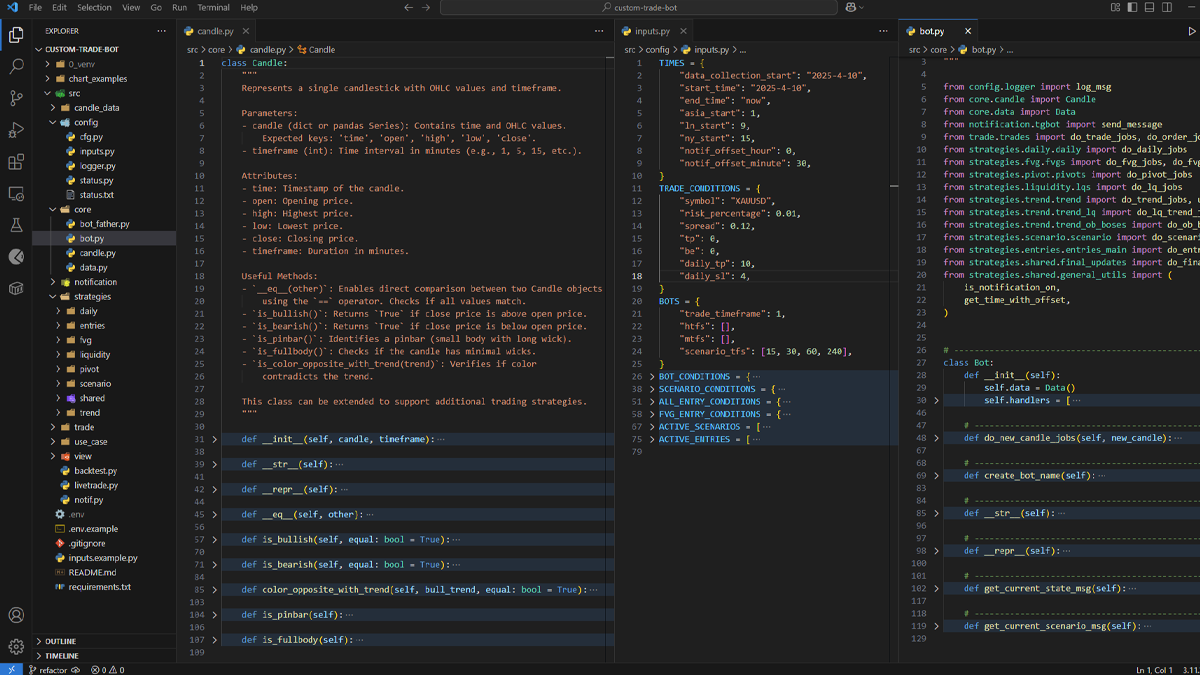 File Edit Selection View Go Run Terminal Help
custom-trade-bot
EXPLORER
CUSTOM-TRADE-BOT
0_venv
chart_examples
src
candle_data
config
cfg.py
inputs.py
logger.py
status.py
status.txt
core
bot_father.py
bot.py
candle.py
data.py
notification
strategies
daily
entries
fvg
liquidity
pivot
scenario
shared
trend
trade
use_case
view
backtest.py
livetrade.py
notif.py
.env
.env.example
.gitignore
inputs.example.py
README.md
requirements.txt
OUTLINE
TIMELINE
candle.py
src > core > candle.py > Candle
1 class Candle:
2 """
3 Represents a single candlestick with OHLC values and timeframe.
4
5 Parameters:
6 - candle (dict or pandas Series): Contains time and OHLC values.
7 Expected keys: 'time', 'open', 'high', 'low', 'close'.
8 - timeframe (int): Time interval in minutes (e.g., 1, 5, 15, etc.).
9
10 Attributes:
11 - time: Timestamp of the candle.
12 - open: Opening price.
13 - high: Highest price.
14 - low: Lowest price.
15 - close: Closing price.
16 - timeframe: Duration in minutes.
17
18 Useful Methods:
19 - `__eq__(other)`: Enables direct comparison between two Candle objects
20 using the `==` operator. Checks if all values match.
21 - `is_bullish()`: Returns `True` if close price is above open price.
22 - `is_bearish()`: Returns `True` if close price is below open price.
23 - `is_pinbar()`: Identifies a pinbar (small body with long wick).
24 - `is_fullbody()`: Checks if the candle has minimal wicks.
25 - `is_color_opposite_with_trend(trend)`: Verifies if color
26 contradicts the trend.
27
28 This class can be extended to support additional trading strategies.
29 """
30
31 def __init__(self, candle, timeframe): ···
38
39 def __str__(self): ···
41
42 def __repr__(self): ···
44
45 def __eq__(self, other): ···
56
57 def is_bullish(self, equal: bool = True): ···
70
71 def is_bearish(self, equal: bool = True): ···
84
85 def color_opposite_with_trend(self, bull_trend, equal: bool = True): ···
103
104 def is_pinbar(self): ···
106
107 def is_fullbody(self): ···
109
inputs.py
src > config > inputs.py > ...
1 TIMES = {
2 "data_collection_start": "2025-4-10",
3 "start_time": "2025-4-10",
4 "end_time": "now",
5 "asia_start": 1,
6 "ln_start": 9,
7 "ny_start": 15,
8 "notif_offset_hour": 0,
9 "notif_offset_minute": 30,
10 }
11 TRADE_CONDITIONS = {
12 "symbol": "XAUUSD",
13 "risk_percentage": 0.01,
14 "spread": 0.12,
15 "tp": 0,
16 "be": 0,
17 "daily_tp": 10,
18 "daily_sl": 4,
19 }
20 BOTS = {
21 "trade_timeframe": 1,
22 "htfs": [],
23 "mtfs": [],
24 "scenario_tfs": [15, 30, 60, 240],
25 }
26 BOT_CONDITIONS = { ···
38 SCENARIO_CONDITIONS = { ···
51 ALL_ENTRY_CONDITIONS = { ···
58 FVG_ENTRY_CONDITIONS = { ···
67 ACTIVE_SCENARIOS = [ ···
75 ACTIVE_ENTRIES = [ ···
79
bot.py
src > core > bot.py > ...
3 """
4
5 from config.logger import log_msg
6 from core.candle import Candle
7 from core.data import Data
8 from notification.tgbot import send_message
9 from trade.trades import do_trade_jobs, do_order_j
10 from strategies.daily.daily import do_daily_jobs
11 from strategies.fvg.fvgs import do_fvg_jobs, do_fv
12 from strategies.pivot.pivots import do_pivot_jobs
13 from strategies.liquidity.lqs import do_lq_jobs
14 from strategies.trend.trend import do_trend_jobs, u
15 from strategies.trend.trend_lq import do_lq_trend_
16 from strategies.trend.trend_ob_boses import do_ob_b
17 from strategies.scenario.scenario import do_scenari
18 from strategies.entries.entries_main import do_entr
19 from strategies.shared.final_updates import do_fina
20 from strategies.shared.general_utils import (
21 is_notification_on,
22 get_time_with_offset,
23 )
24
25
26 # ---
27 class Bot:
28 def __init__(self):
29 self.data = Data()
30 self.handlers = [ ···
46
47 # ---
48 def do_new_candle_jobs(self, new_candle): ···
67
68 # ---
69 def create_bot_name(self): ···
83
84 # ---
85 def __str__(self): ···
96
97 # ---
98 def __repr__(self): ···
100
101 # ---
102 def get_current_state_msg(self): ···
117
118 # ---
119 def get_current_scenario_msg(self): ···
129
refactor
0 0
Ln 1, Col 1 3.11.